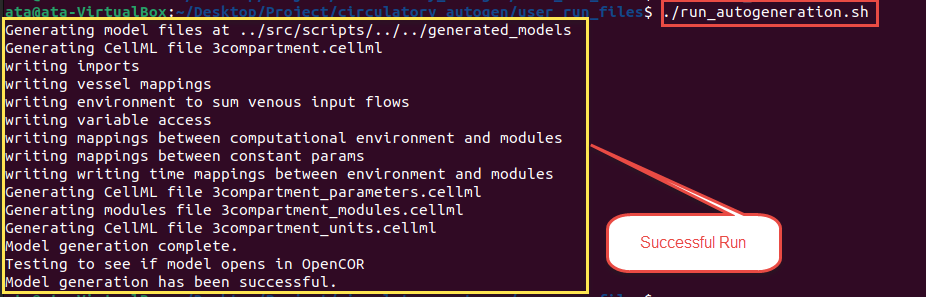 ata@ata-VirtualBox:~/Desktop/Project/circulatory_autogen/user_run_files$ ./run_autogeneration.sh
Generating model files at ../src/scripts/../../generated_models
Generating CellML file 3compartment.cellml
writing imports
writing vessel mappings
writing environment to sum venous input flows
writing variable access
writing mappings between computational environment and modules
writing mappings between constant params
writing writing time mappings between environment and modules
Generating CellML file 3compartment_parameters.cellml
Generating modules file 3compartment_modules.cellml
Generating CellML file 3compartment_units.cellml
Model generation complete.
Testing to see if model opens in OpenCOR
Model generation has been successful.
Successful Run